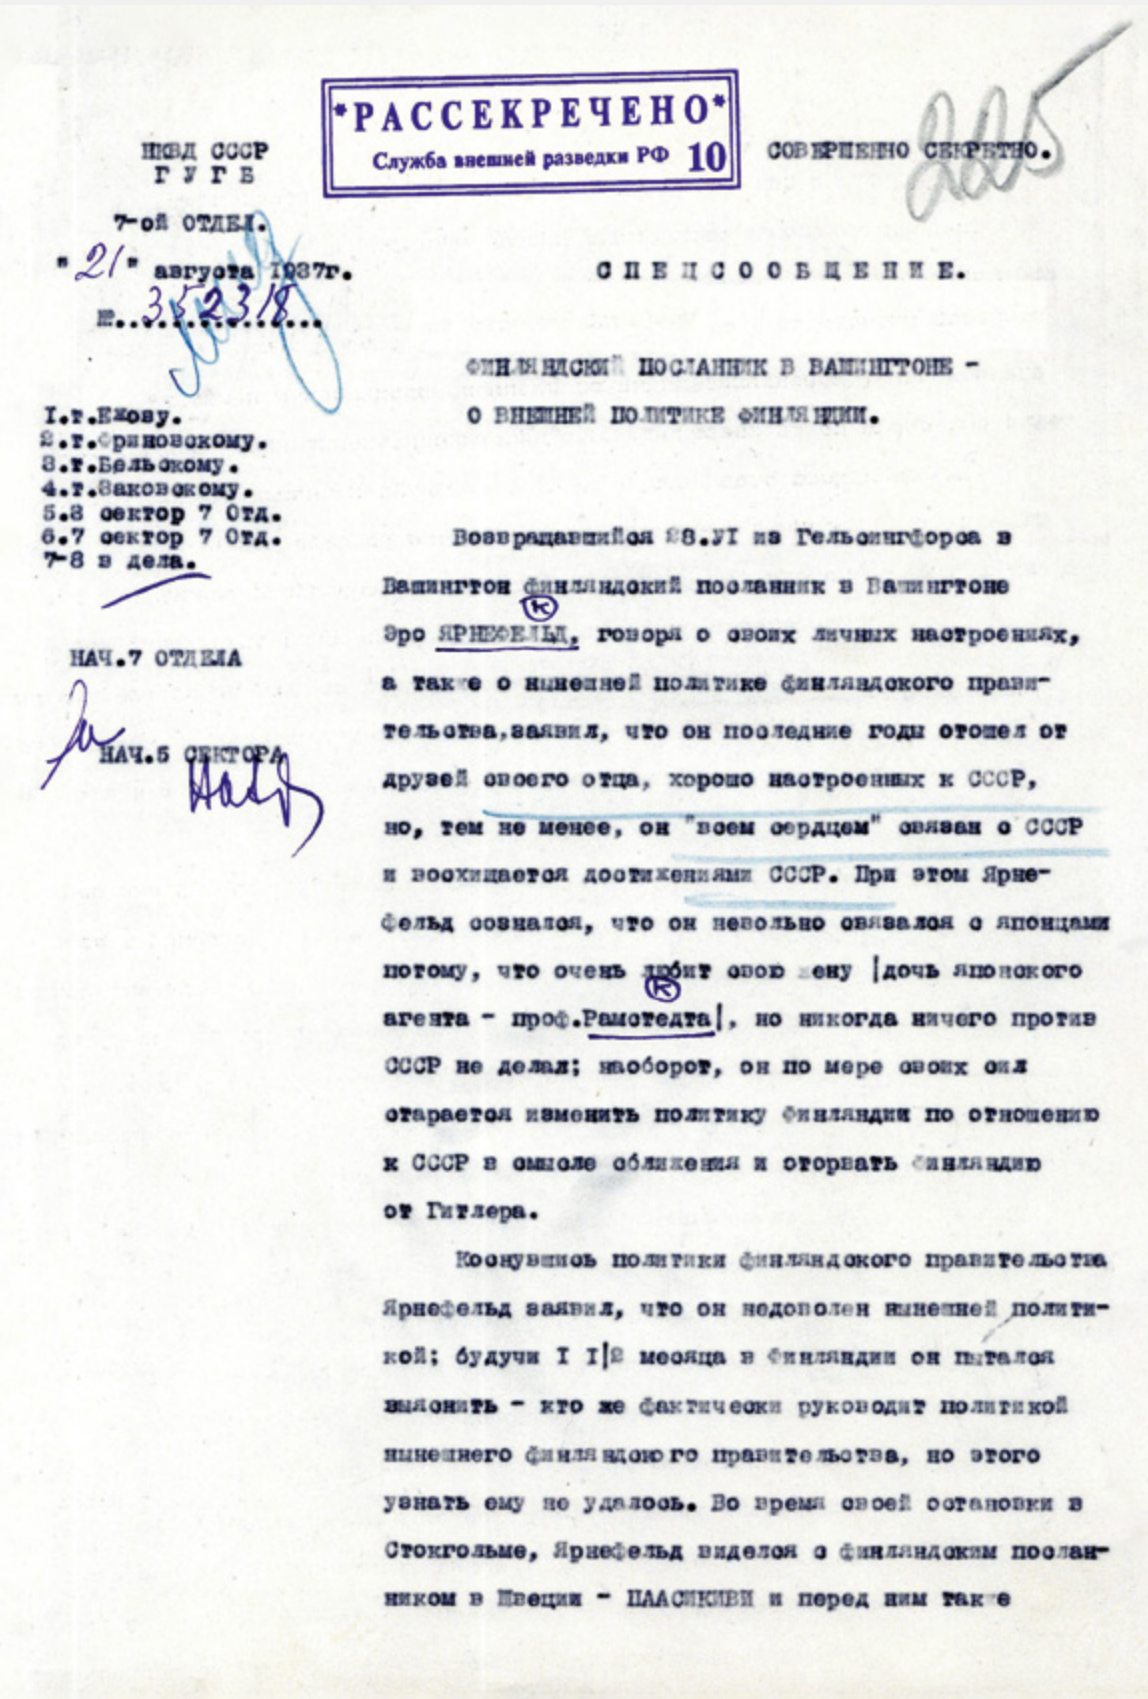 *РАССЕКРЕЧЕНО*
Служба внешней разведки РФ 10
225
НКВД СССР
Г У Г Б
7-ой ОТДЕЛ.
"21" августа 1937г.
№..352318...
СОВЕРШЕННО СЕКРЕТНО.
С П Е Ц С О О Б Щ Е Н И Е.
ФИНЛЯНДСКИЙ ПОСЛАННИК В ВАШИНГТОНЕ -
О ВНЕШНЕЙ ПОЛИТИКЕ ФИНЛЯНДИИ.
1.т.Ежову.
2.т.Фриновскому.
3.т.Бельскому.
4.т.Заковскому.
5.8 сектор 7 Отд.
6.7 сектор 7 Отд.
7-8 в дела.
НАЧ.7 ОТДЕЛА
НАЧ.5 СЕКТОРА
Возвращавшийся 28.УІ из Гельсингфорса в
Вашингтон финляндский посланник в Вашингтоне
Эро ЯРНЕФЕЛЬД, говоря о своих личных настроениях,
а также о нынешней политике финляндского прави-
тельства, заявил, что он последние годы отошел от
друзей своего отца, хорошо настроенных к СССР,
но, тем не менее, он "всем сердцем" связан с СССР
и восхищается достижениями СССР. При этом Ярне-
фельд сознался, что он невольно связался с японцами
потому, что очень любит свою жену |дочь японского
агента - проф.Рамстедта|, но никогда ничего против
СССР не делал; наоборот, он по мере своих сил
старается изменить политику Финляндии по отношению
к СССР в смысле сближения и оторвать Финляндию
от Гитлера.
Коснувшись политики финляндского правительства
Ярнефельд заявил, что он недоволен нынешней полити-
кой; будучи I I|2 месяца в Финляндии он пытался
выяснить - кто же фактически руководит политикой
нынешнего финляндского правительства, но этого
узнать ему не удалось. Во время своей остановки в
Стокгольме, Ярнефельд виделся с финляндским послан-
ником в Швеции - ПААСИКИВИ и перед ним также